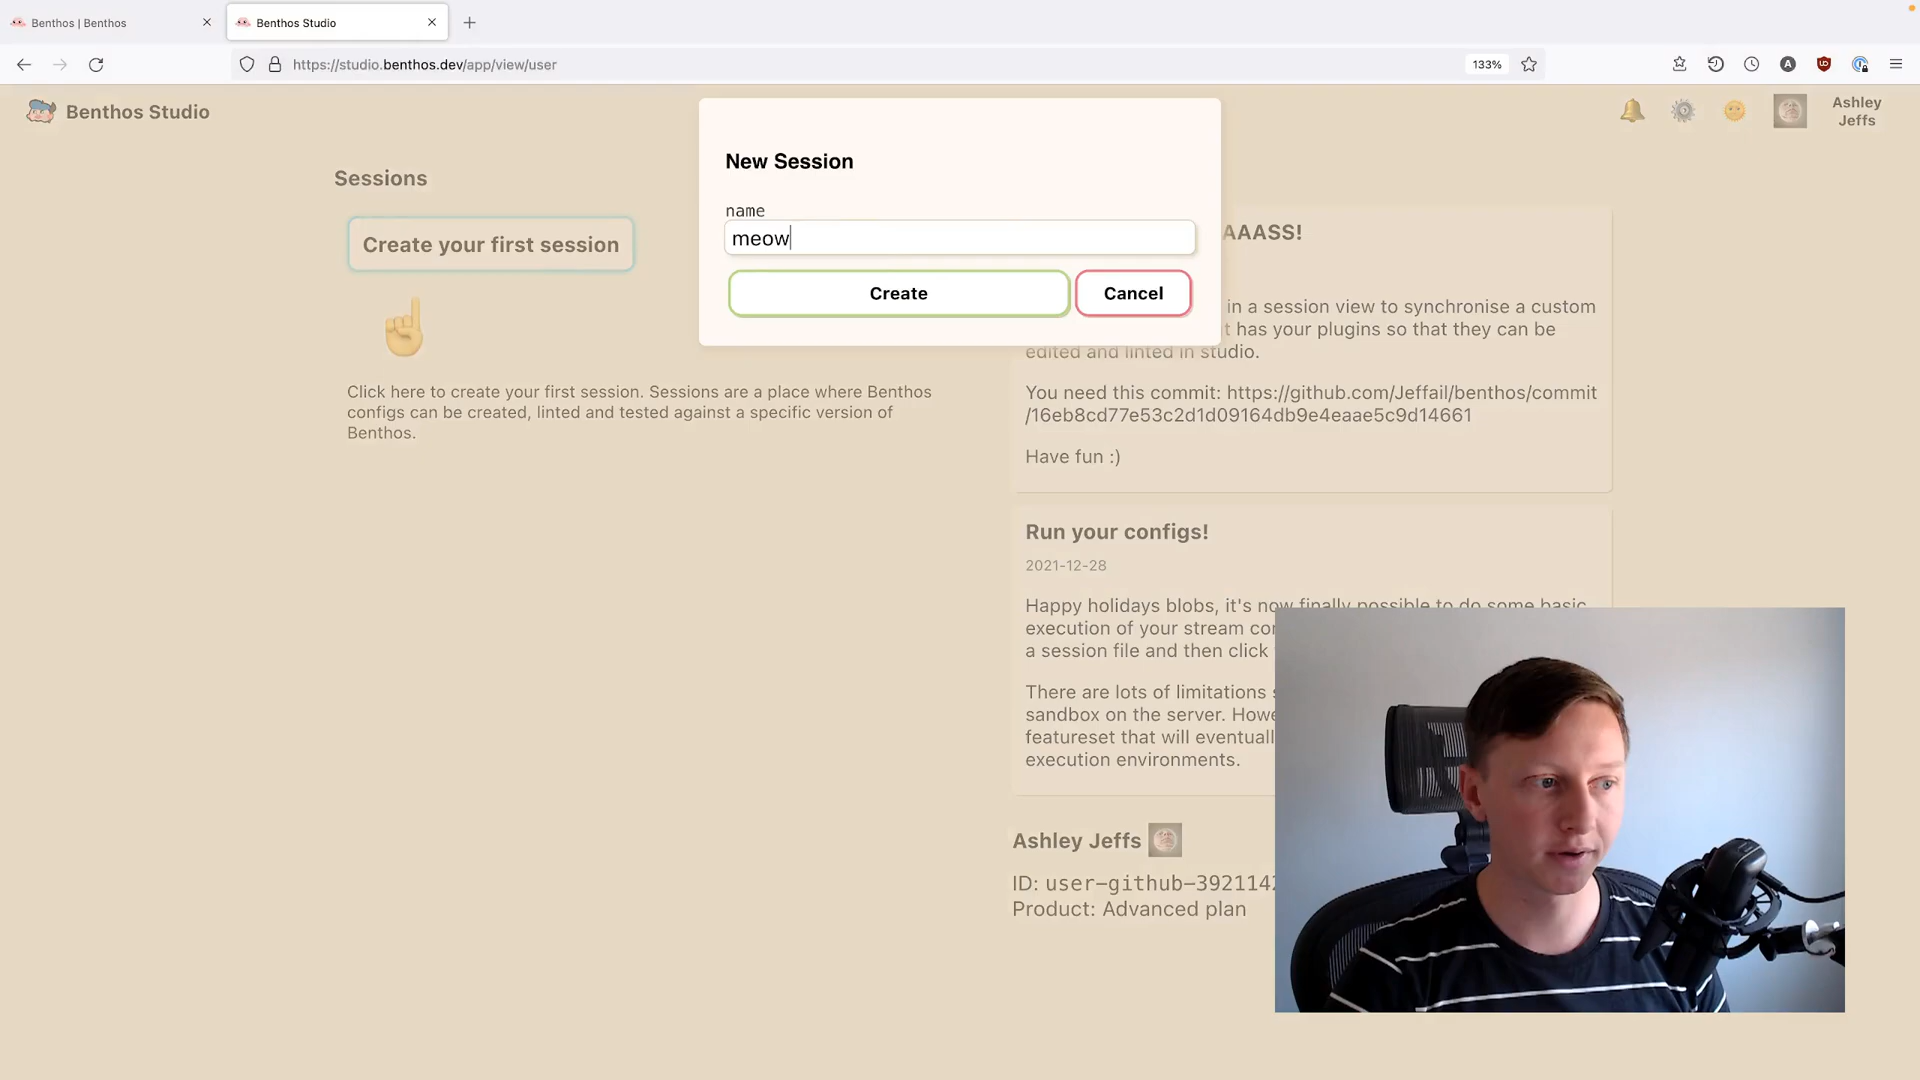 Benthos | Benthos
Benthos Studio
https://studio.benthos.dev/app/view/user
133%
A
Benthos Studio
Ashley
Jeffs
New Session
name
meow
Create
Cancel
Sessions
Create your first session
Click here to create your first session. Sessions are a place where Benthos
configs can be created, linted and tested against a specific version of
Benthos.
AAASS!
in a session view to synchronise a custom
t has your plugins so that they can be
edited and linted in studio.
You need this commit: https://github.com/Jeffail/benthos/commit
/16eb8cd77e53c2d1d09164db9e4eaae5c9d14661
Have fun :)
Run your configs!
2021-12-28
Happy holidays blobs, it's now finally possible to do some basic
execution of your stream
a session file and then click
There are lots of limitations
sandbox on the server.
featureset that will
execution environments.
Ashley Jeffs
ID: user-github-3921142
Product: Advanced plan